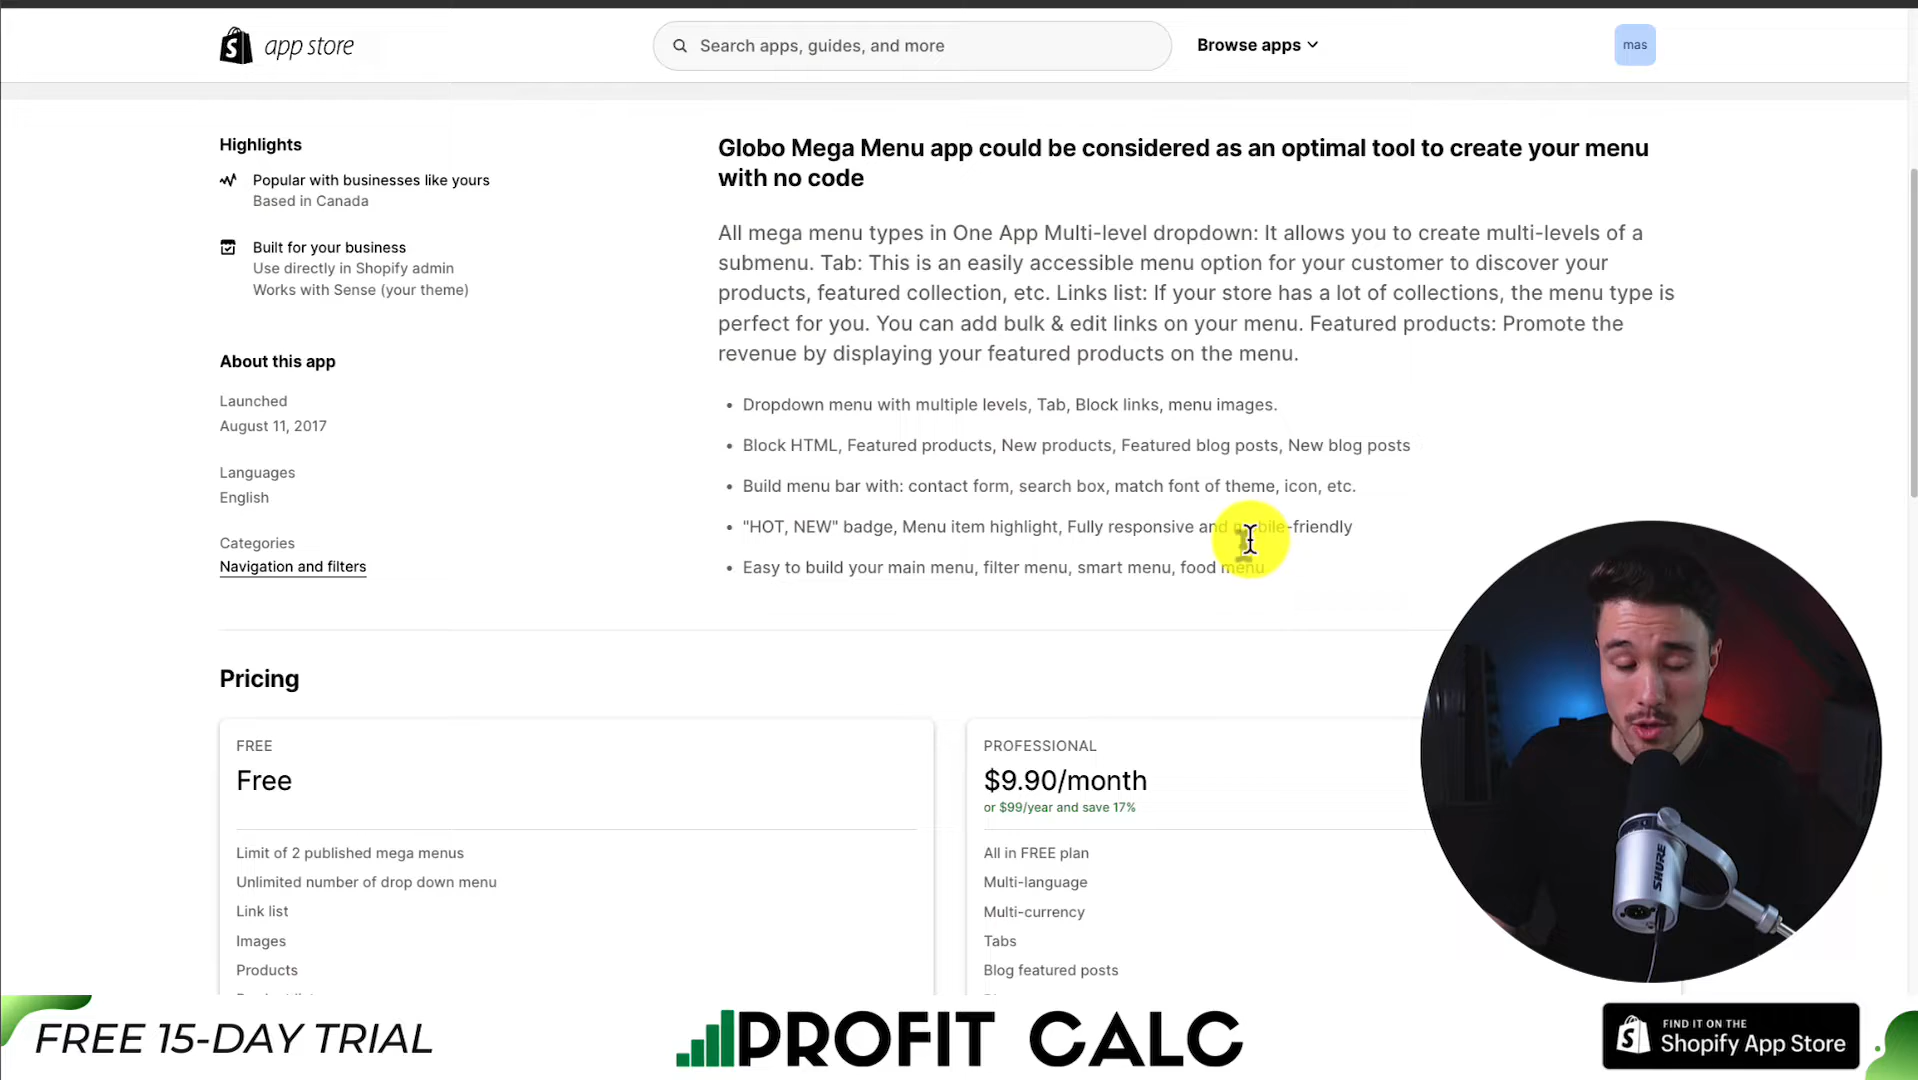 app store
Search apps, guides, and more
Browse apps
mas
Highlights
Popular with businesses like yours
Based in Canada
Built for your business
Use directly in Shopify admin
Works with Sense (your theme)
About this app
Launched
August 11, 2017
Languages
English
Categories
Navigation and filters
Globo Mega Menu app could be considered as an optimal tool to create your menu
with no code
All mega menu types in One App Multi-level dropdown: It allows you to create multi-levels of a
submenu. Tab: This is an easily accessible menu option for your customer to discover your
products, featured collection, etc. Links list: If your store has a lot of collections, the menu type is
perfect for you. You can add bulk & edit links on your menu. Featured products: Promote the
revenue by displaying your featured products on the menu.
• Dropdown menu with multiple levels, Tab, Block links, menu images.
• Block HTML, Featured products, New products, Featured blog posts, New blog posts
• Build menu bar with: contact form, search box, match font of theme, icon, etc.
• "HOT, NEW" badge, Menu item highlight, Fully responsive and mobile-friendly
• Easy to build your main menu, filter menu, smart menu, food menu
Pricing
FREE
Free
Limit of 2 published mega menus
Unlimited number of drop down menu
Link list
Images
Products
PROFESSIONAL
$9.90/month
or $99/year and save 17%
All in FREE plan
Multi-language
Multi-currency
Tabs
Blog featured posts
SHURE
FREE 15-DAY TRIAL
PROFIT CALC
FIND IT ON THE
Shopify App Store